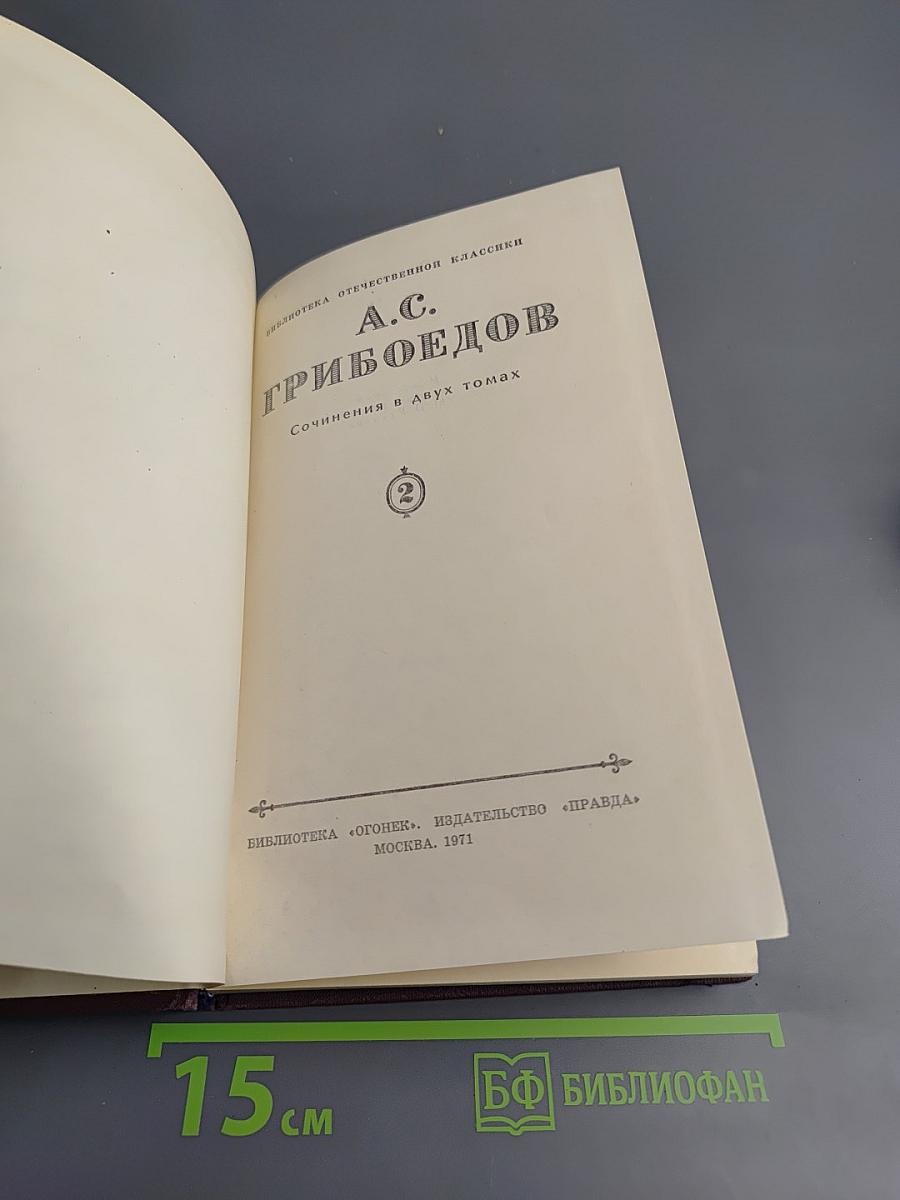 БИБЛИОТЕКА ОТЕЧЕСТВЕННОЙ КЛАССИКИ
А.С.
ГРИБОЕДОВ
Сочинения в двух томах
2
БИБЛИОТЕКА «ОГОНЕК». ИЗДАТЕЛЬСТВО «ПРАВДА»
МОСКВА. 1971
15 см
БФ БИБЛИОФАН